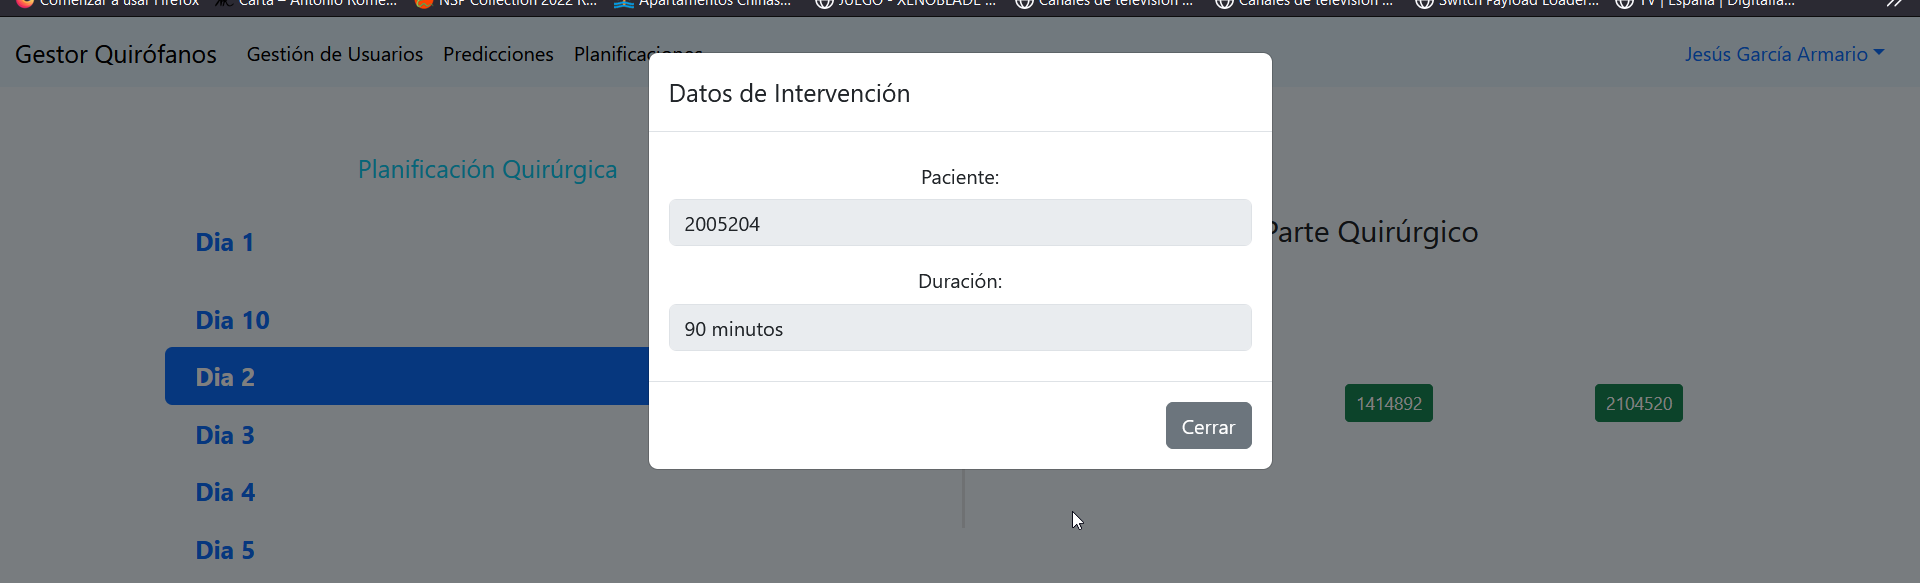 Comenzar a usar Firefox Carta – Antonio Rome... NSP Collection 2022 R... Apartamentos Chinas... JUEGO - XENOBLADE ... Canales de televisión ... Canales de televisión ... Switch Payload Loader... TV | España | Digitalia...
Gestor Quirófanos Gestión de Usuarios Predicciones Planificaciones Jesús García Armario
Datos de Intervención
Planificación Quirúrgica
Paciente:
2005204
Parte Quirúrgico
Dia 1
Duración:
Dia 10
90 minutos
Dia 2
1414892 2104520
Cerrar
Dia 3
Dia 4
Dia 5